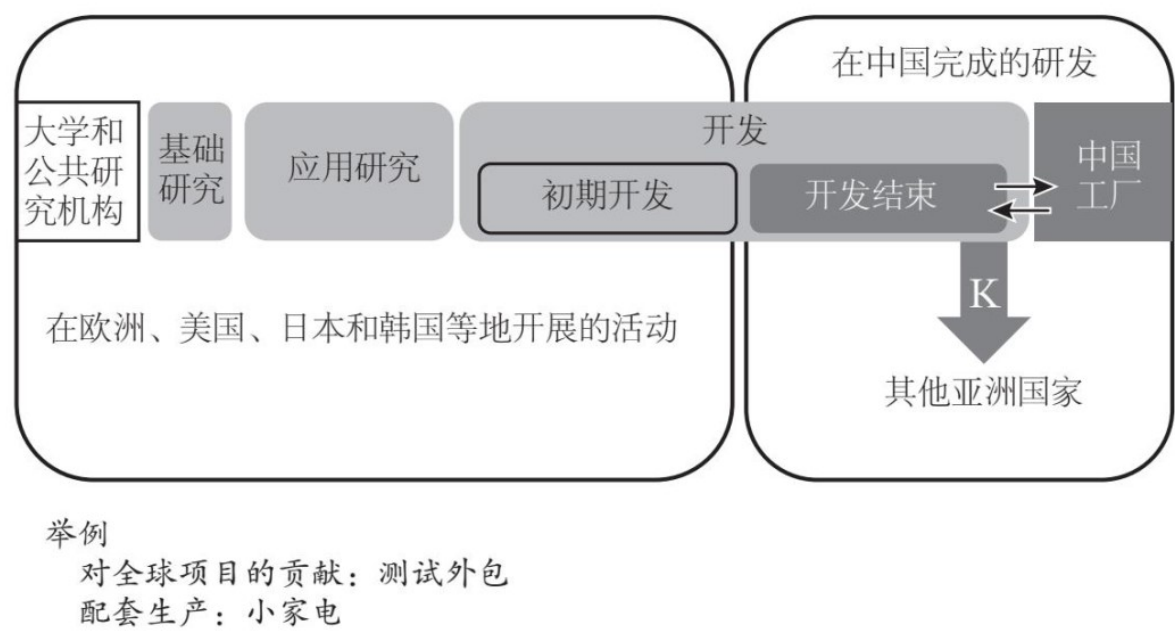 在中国完成的研发
大学和
公共研
究机构
基础
研究
应用研究
开发
初期开发
开发结束
中国
工厂
K
在欧洲、美国、日本和韩国等地开展的活动
其他亚洲国家
举例
对全球项目的贡献：测试外包
配套生产：小家电